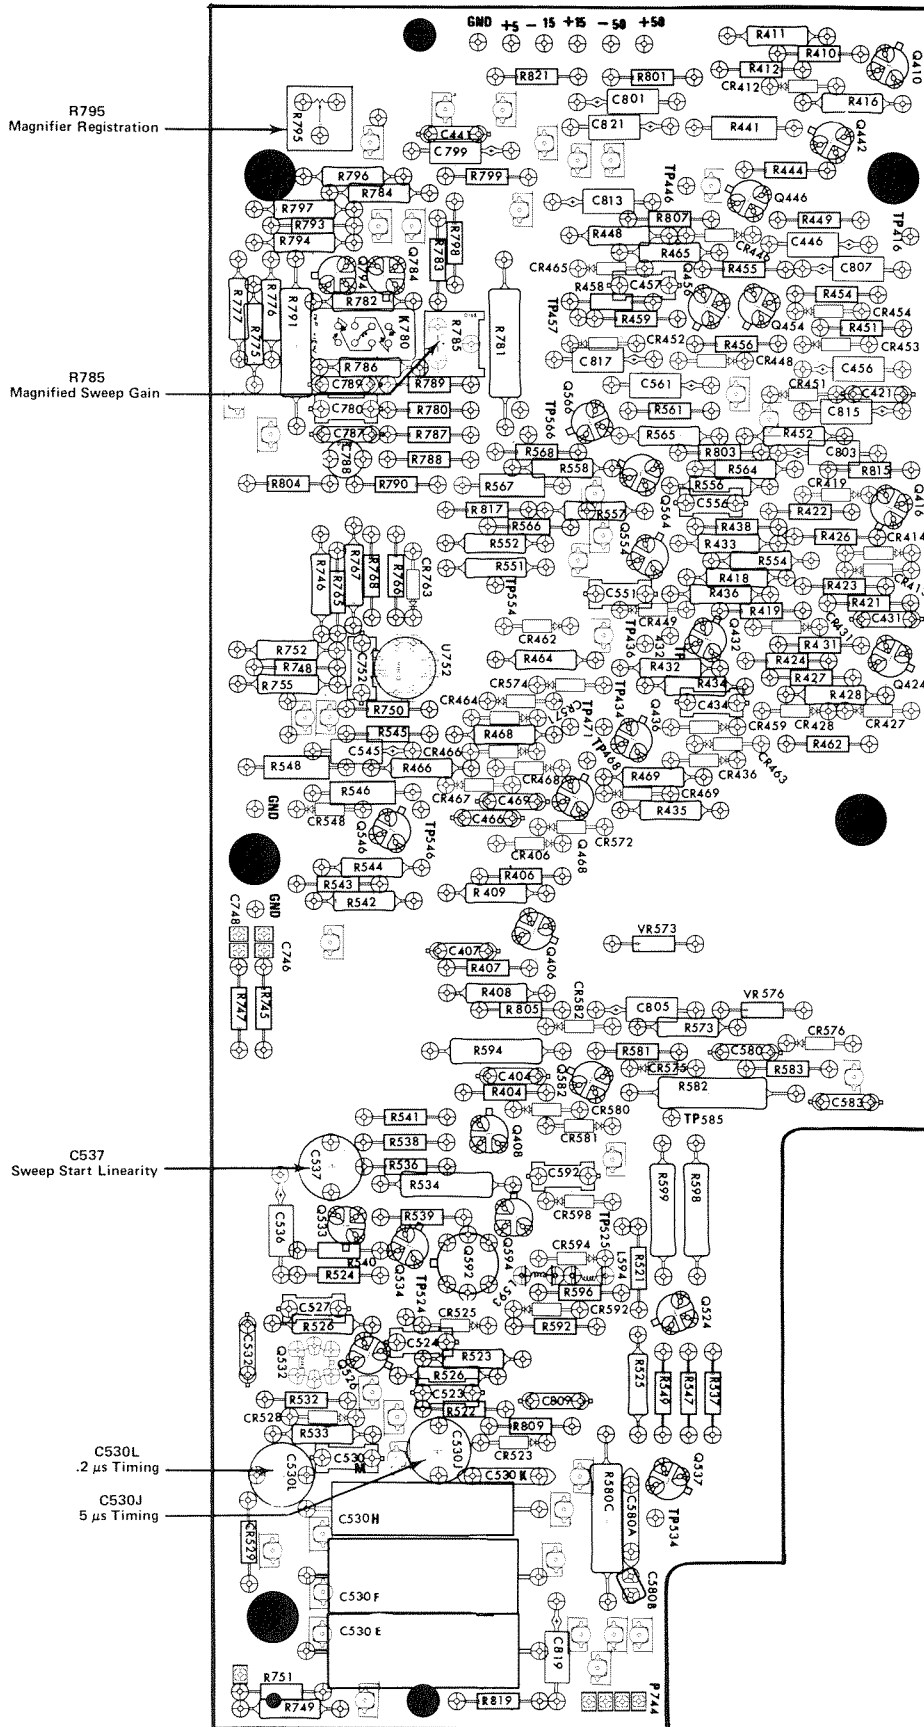 GND +5 - 15 +15 - 50 +50
R411
R410
Q410
R412
R821
R801
CR412
C801
R416
R795
Magnifier Registration
R795
C441
C821
R441
Q442
C799
R444
R796
R799
TP446
R784
C813
Q446
R797
R807
R449
TP416
R793
R798
R448
CR446
C446
R794
R783
R465
Q784
Q794
CR465
C457
Q456
R455
C807
R777
R776
R791
R458
R454
R782
TP457
R459
Q454
CR454
R775
K780
R785
R781
R451
CR452
R456
CR453
R786
C817
CR448
C456
R785
Magnified Sweep Gain
C789
R789
Q566
C561
CR451
C421
C780
R780
TP566
R561
C815
C787
R787
R565
R452
C788
R788
R568
R803
C803
R558
R564
R815
R804
R790
R567
R556
CR419
Q416
C556
R817
R557
R422
R566
Q564
R438
R426
CR414
R552
Q554
R433
R746
R767
R768
R766
CR763
R554
R765
R551
R418
R423
TP554
C551
R436
R421
CR449
R419
C431
CR462
TP436
TP
432
Q432
CR431
R431
R752
C752
U752
R464
R432
R424
Q424
R748
CR574
R427
R755
R434
R428
CR464
TP434
C434
R750
CR571
TP471
Q436
CR459
CR428
CR427
R545
R468
R462
C545
CR466
TP468
CR436
CR463
R548
R466
CR468
R469
CR467
CR469
R546
C469
R435
GND
CR548
Q546
TP546
C466
CR572
CR406
Q468
R544
R406
R543
R409
R542
C748
GND
C746
VR573
C407
Q406
R407
R747
R745
R408
CR582
C805
VR576
R805
R573
CR576
R594
R581
C580
Q582
CR575
R583
C404
R582
R404
C583
CR580
R541
TP585
Q408
CR581
R538
C537
Sweep Start Linearity
C537
R536
C592
R599
R598
R534
CR598
C536
Q533
R539
TP525
Q594
R540
Q534
Q592
CR594
L594
R521
R524
TP524
L593
R596
C527
CR525
CR592
Q524
R526
R592
C532
C524
Q532
Q526
R523
R525
R549
R547
R537
R526
C523
R532
C809
R522
CR528
R809
R533
C530J
CR523
C530L
.2 µs Timing
C530
M
Q537
C530L
C530K
R580C
C580A
C530J
5 µs Timing
C530H
TP534
CR529
C580B
C530F
C530E
C819
R751
R749
R819
P744